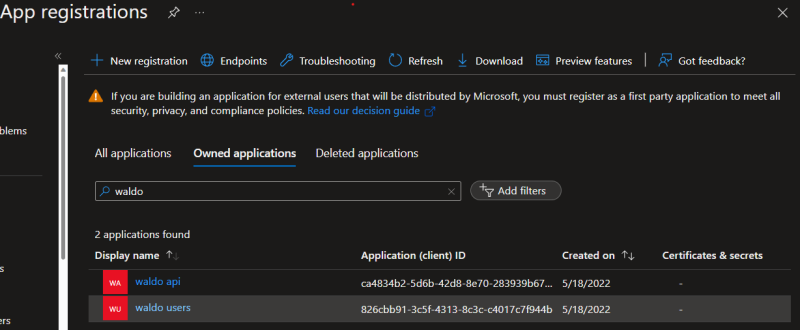 App registrations
New registration Endpoints Troubleshooting Refresh Download Preview features Got feedback?
If you are building an application for external users that will be distributed by Microsoft, you must register as a first party application to meet all
security, privacy, and compliance policies. Read our decision guide
blems
All applications Owned applications Deleted applications
waldo Add filters
2 applications found
Display name Application (client) ID Created on Certificates & secrets
WA waldo api ca4834b2-5d6b-42d8-8e70-283939b67... 5/18/2022 -
s
WU waldo users 826cbb91-3c5f-4313-8c3c-c4017c7f944b 5/18/2022 -
ers